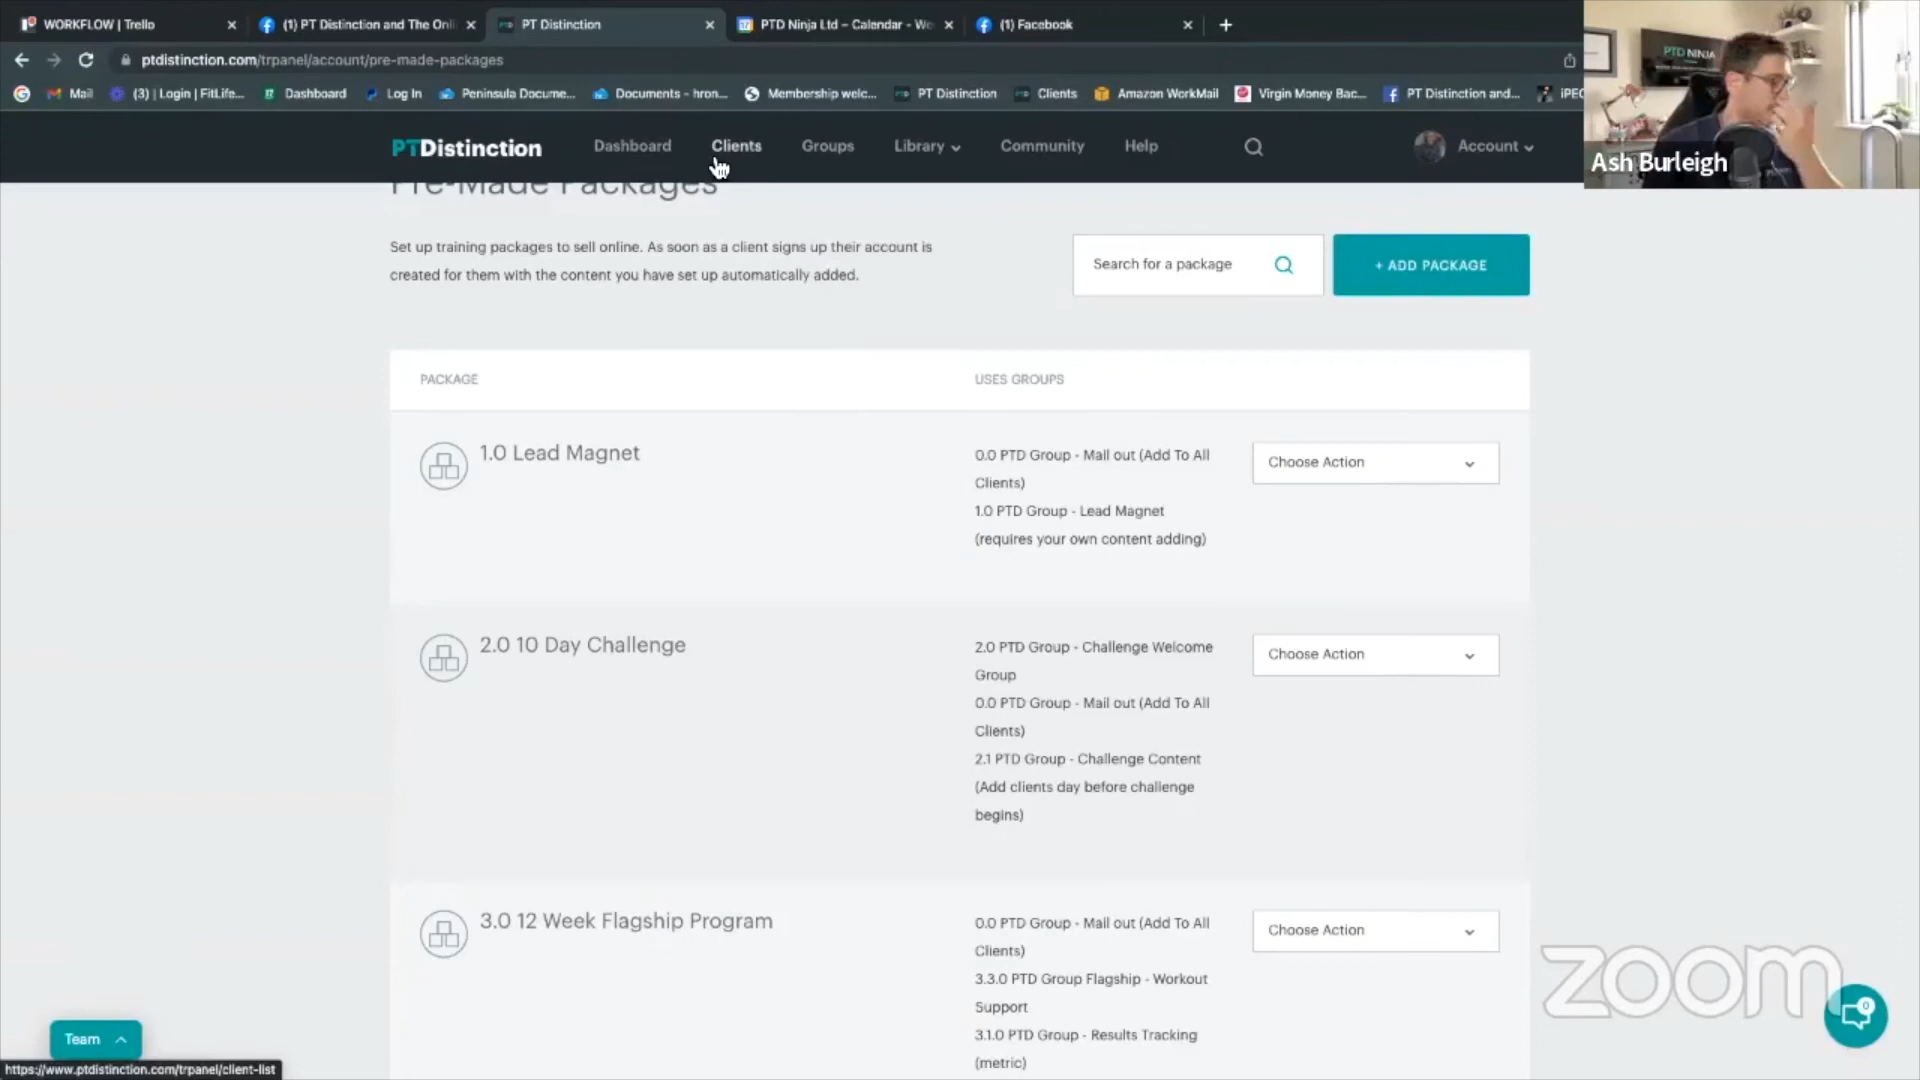 WORKFLOW | Trello
(1) PT Distinction and The Onli
PT Distinction
PTD Ninja Ltd – Calendar - We
(1) Facebook
ptdistinction.com/trpanel/account/pre-made-packages
Mail
(3) | Login | FitLife...
Dashboard
Log In
Peninsula Docume...
Documents - hron...
Membership welc...
PT Distinction
Clients
Amazon WorkMail
Virgin Money Bac...
PT Distinction and...
iPEC
PTD NINJA
Ash Burleigh
PTDistinction
Dashboard
Clients
Groups
Library
Community
Help
Account
Pre-Made Packages
Set up training packages to sell online. As soon as a client signs up their account is
created for them with the content you have set up automatically added.
Search for a package
+ ADD PACKAGE
PACKAGE
USES GROUPS
1.0 Lead Magnet
0.0 PTD Group - Mail out (Add To All
Clients)
1.0 PTD Group - Lead Magnet
(requires your own content adding)
Choose Action
2.0 10 Day Challenge
2.0 PTD Group - Challenge Welcome
Group
0.0 PTD Group - Mail out (Add To All
Clients)
2.1 PTD Group - Challenge Content
(Add clients day before challenge
begins)
Choose Action
3.0 12 Week Flagship Program
0.0 PTD Group - Mail out (Add To All
Clients)
3.3.0 PTD Group Flagship - Workout
Support
3.1.0 PTD Group - Results Tracking
(metric)
Choose Action
zoom
0
Team
https://www.ptdistinction.com/trpanel/client-list